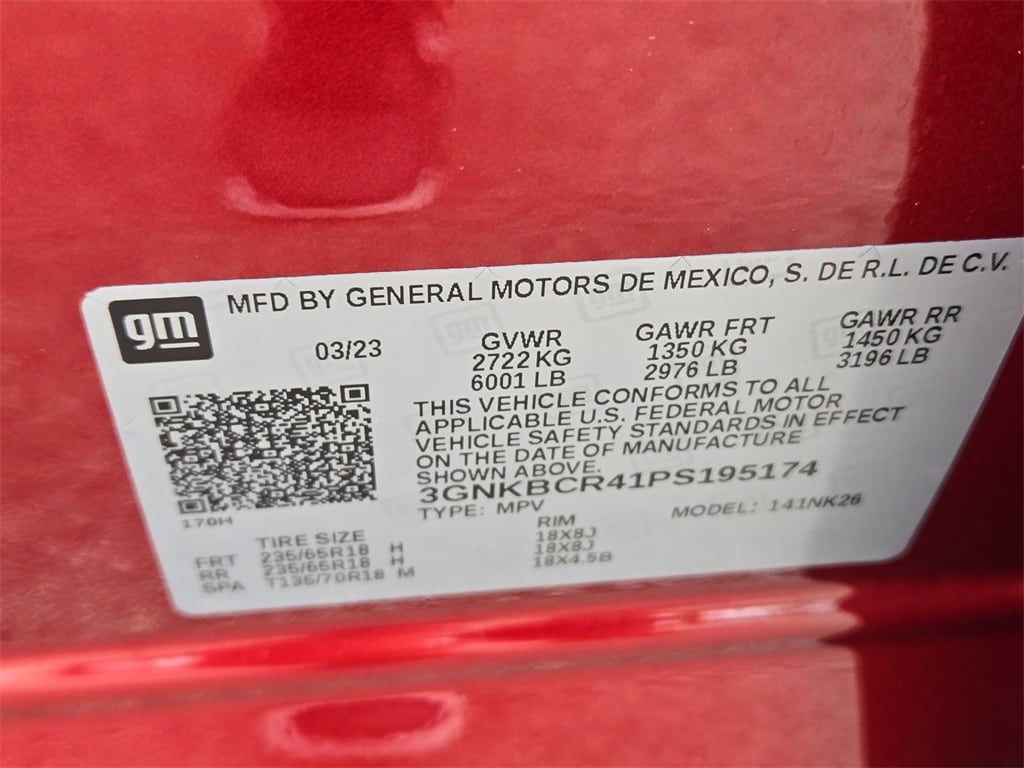 gm
MFD BY GENERAL MOTORS DE MEXICO, S. DE R.L. DE C.V.
03/23
GVWR
2722 KG
6001 LB
GAWR FRT
1350 KG
2976 LB
GAWR RR
1450 KG
3196 LB
THIS VEHICLE CONFORMS TO ALL
APPLICABLE U.S. FEDERAL MOTOR
VEHICLE SAFETY STANDARDS IN EFFECT
ON THE DATE OF MANUFACTURE
SHOWN ABOVE.
3GNKBCR41PS195174
TYPE: MPV
MODEL: 141NK26
170H
TIRE SIZE
RIM
FRT 235/65R18 H 18X8J
RR 235/65R18 H 18X8J
SPA T135/70R18 M 18X4.5B